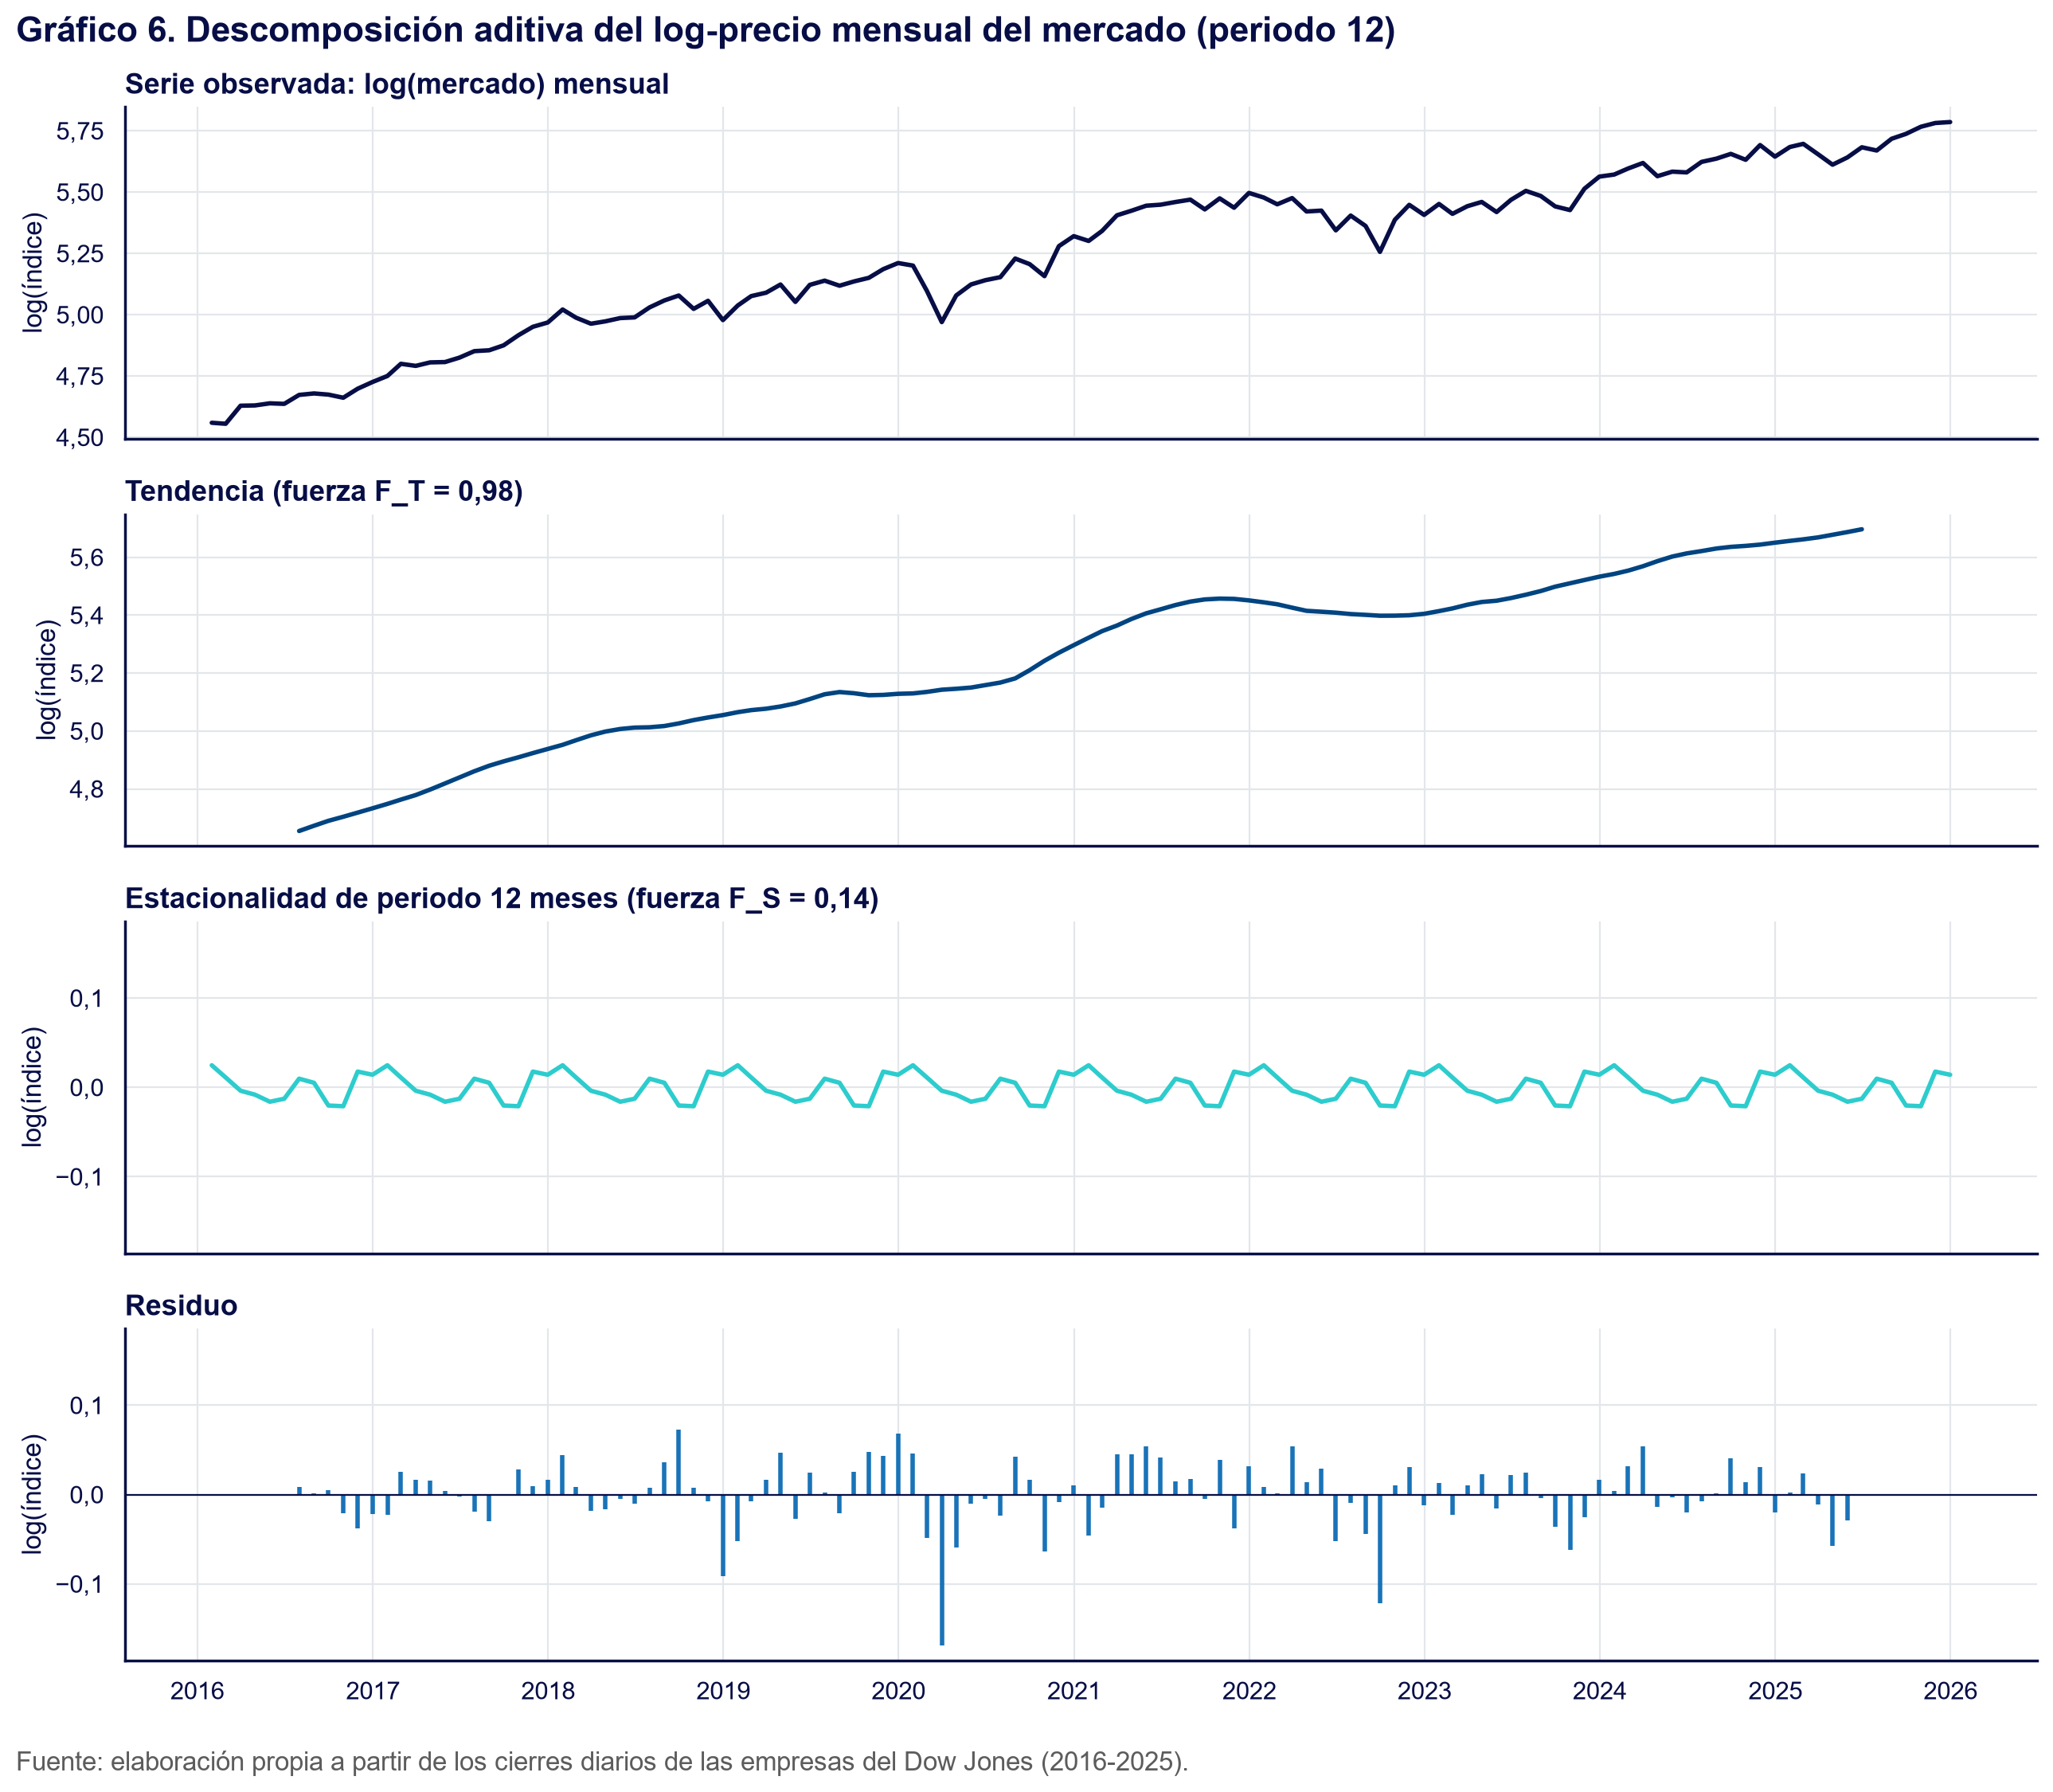 Gráfico 6. Descomposición aditiva del log-precio mensual del mercado (periodo 12)
Serie observada: log(mercado) mensual
log(índice)
5,75
5,50
5,25
5,00
4,75
4,50
Tendencia (fuerza F_T = 0,98)
log(índice)
5,6
5,4
5,2
5,0
4,8
Estacionalidad de periodo 12 meses (fuerza F_S = 0,14)
log(índice)
0,1
0,0
−0,1
Residuo
log(índice)
0,1
0,0
−0,1
2016 2017 2018 2019 2020 2021 2022 2023 2024 2025 2026
Fuente: elaboración propia a partir de los cierres diarios de las empresas del Dow Jones (2016-2025).